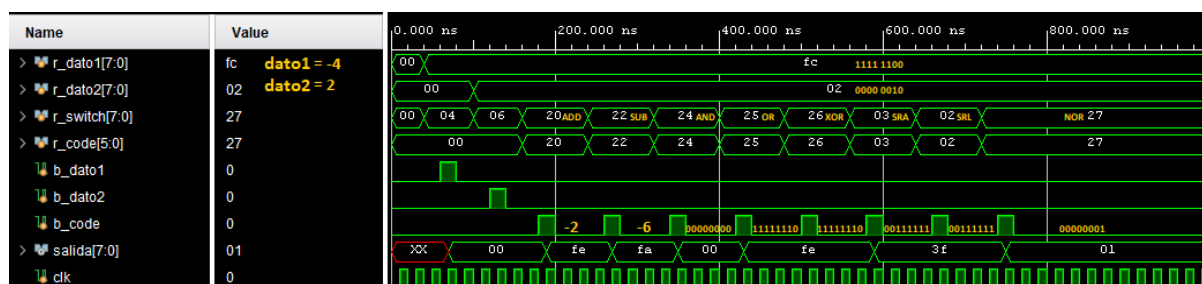 Name Value 0.000 ns 200.000 ns 400.000 ns 600.000 ns 800.000 ns
r_dato1[7:0] fc dato1 = -4 00 fc 1111 1100
r_dato2[7:0] 02 dato2 = 2 00 02 0000 0010
r_switch[7:0] 27 00 04 06 20 ADD 22 SUB 24 AND 25 OR 26 XOR 03 SRA 02 SRL NOR 27
r_code[5:0] 27 00 20 22 24 25 26 03 02 27
b_dato1 0
b_dato2 0
b_code 0 -2 -6 00000000 11111110 11111110 00111111 00111111 00000001
salida[7:0] 01 XX 00 fe fa 00 fe 3f 01
clk 0